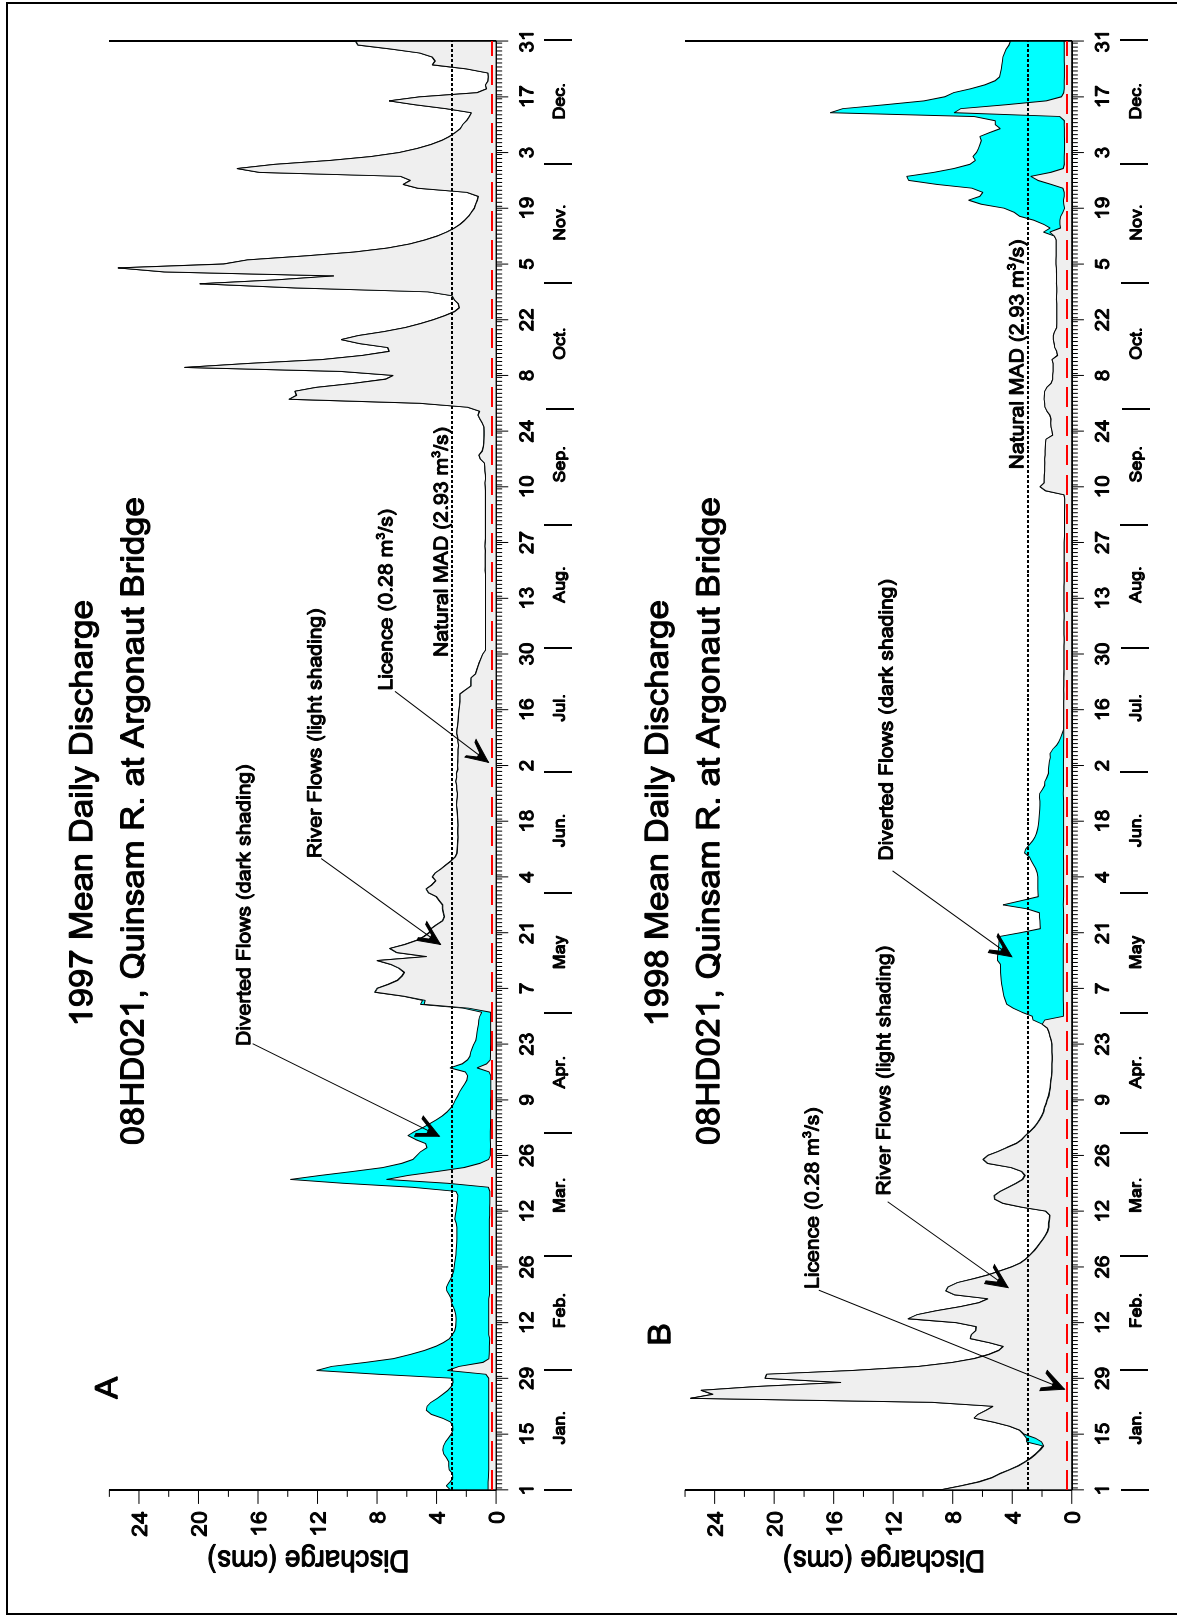 1997 Mean Daily Discharge
08HD021, Quinsam R. at Argonaut Bridge
A
Diverted Flows (dark shading)
River Flows (light shading)
Licence (0.28 m³/s)
Natural MAD (2.93 m³/s)
Discharge (cms)
24
20
16
12
8
4
0
1 15 29 12 26 12 26 9 23 7 21 4 18 2 16 30 13 27 10 24 8 22 5 19 3 17 31
Jan. Feb. Mar. Apr. May Jun. Jul. Aug. Sep. Oct. Nov. Dec.
1998 Mean Daily Discharge
08HD021, Quinsam R. at Argonaut Bridge
B
Licence (0.28 m³/s)
River Flows (light shading)
Diverted Flows (dark shading)
Natural MAD (2.93 m³/s)
Discharge (cms)
24
20
16
12
8
4
0
1 15 29 12 26 12 26 9 23 7 21 4 18 2 16 30 13 27 10 24 8 22 5 19 3 17 31
Jan. Feb. Mar. Apr. May Jun. Jul. Aug. Sep. Oct. Nov. Dec.